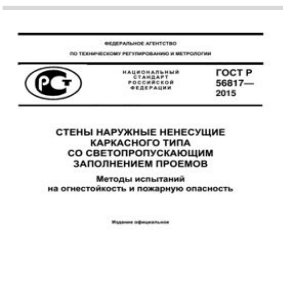 ФЕДЕРАЛЬНОЕ АГЕНТСТВО
ПО ТЕХНИЧЕСКОМУ РЕГУЛИРОВАНИЮ И МЕТРОЛОГИИ
НАЦИОНАЛЬНЫЙ
СТАНДАРТ
РОССИЙСКОЙ
ФЕДЕРАЦИИ
ГОСТ Р
56817—
2015
СТЕНЫ НАРУЖНЫЕ НЕНЕСУЩИЕ
КАРКАСНОГО ТИПА
СО СВЕТОПРОПУСКАЮЩИМ
ЗАПОЛНЕНИЕМ ПРОЕМОВ
Методы испытаний
на огнестойкость и пожарную опасность
Издание официальное